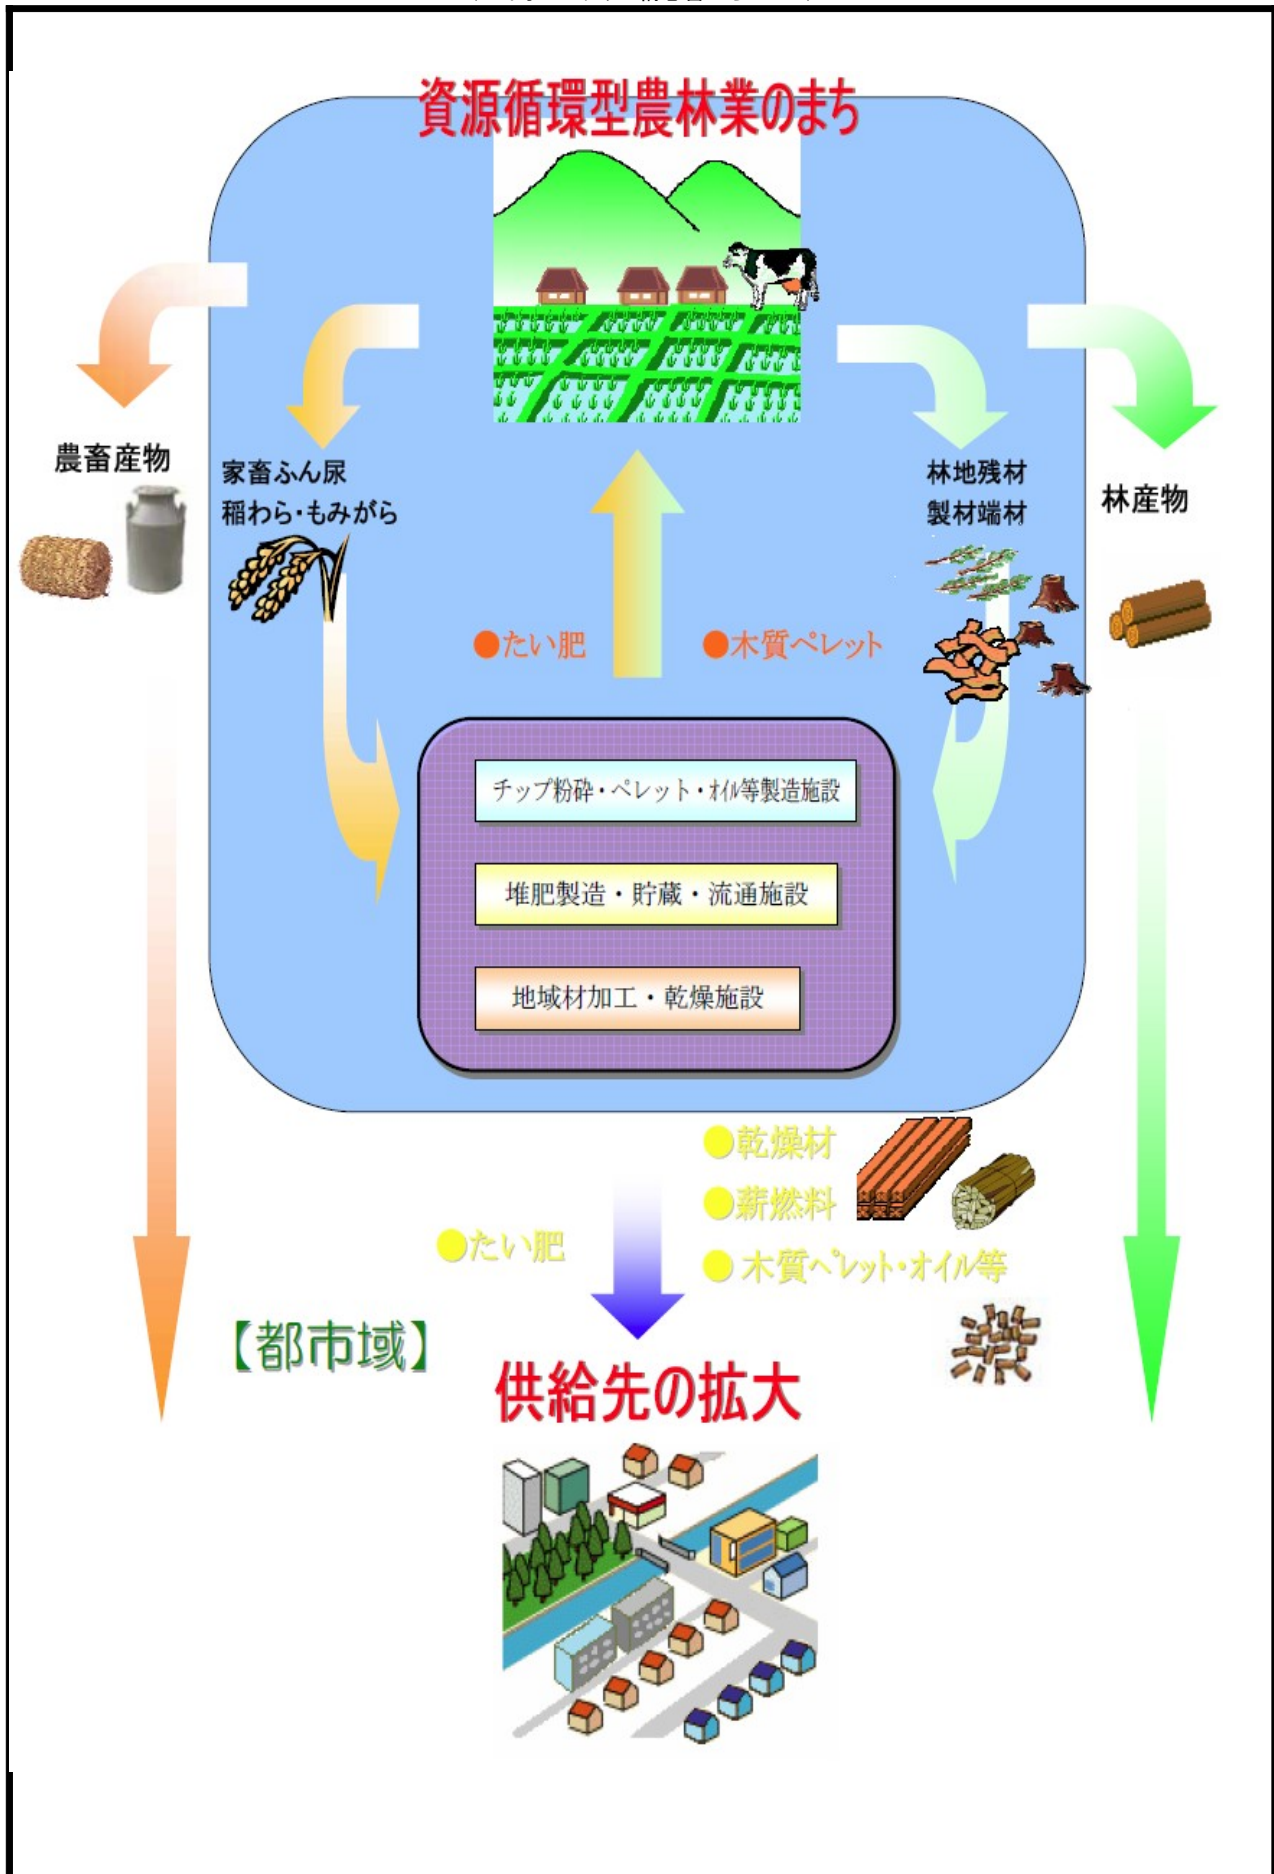 資源循環型農林業のまち
農畜産物
家畜ふん尿
稲わら・もみがら
林地残材
製材端材
林産物
●たい肥
●木質ペレット
チップ粉砕・ペレット・オイル等製造施設
堆肥製造・貯蔵・流通施設
地域材加工・乾燥施設
●乾燥材
●薪燃料
●たい肥
●木質ペレット・オイル等
【都市域】
供給先の拡大